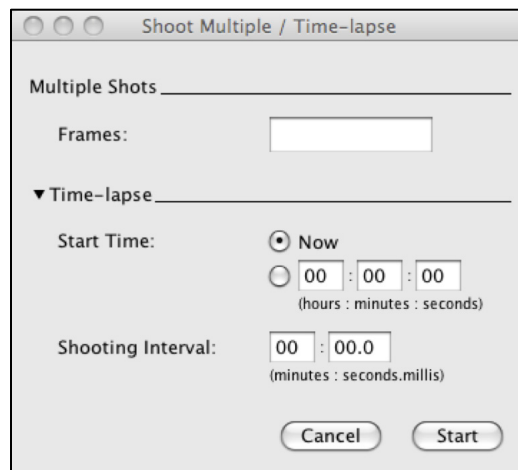 Shoot Multiple / Time-lapse
Multiple Shots
Frames:
Time-lapse
Start Time:
Now
00 : 00 : 00
(hours : minutes : seconds)
Shooting Interval:
00 : 00.0
(minutes : seconds.millis)
Cancel Start